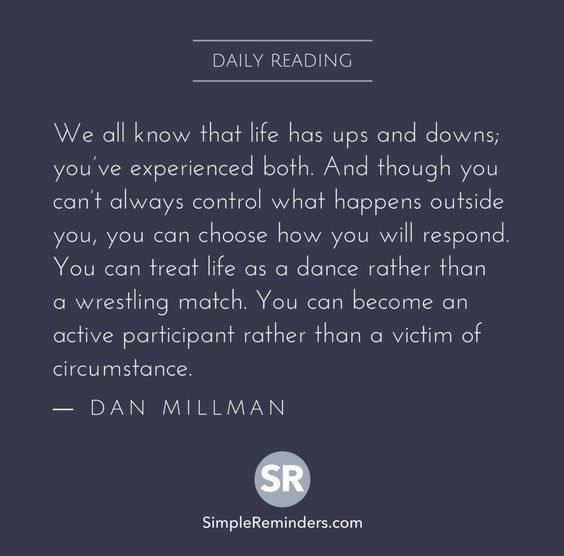 DAILY READING
We all know that life has ups and downs;
you've experienced both. And though you
can't always control what happens outside
you, you can choose how you will respond.
You can treat life as a dance rather than
a wrestling match. You can become an
active participant rather than a victim of
circumstance.
— DAN MILLMAN
SR
SimpleReminders.com